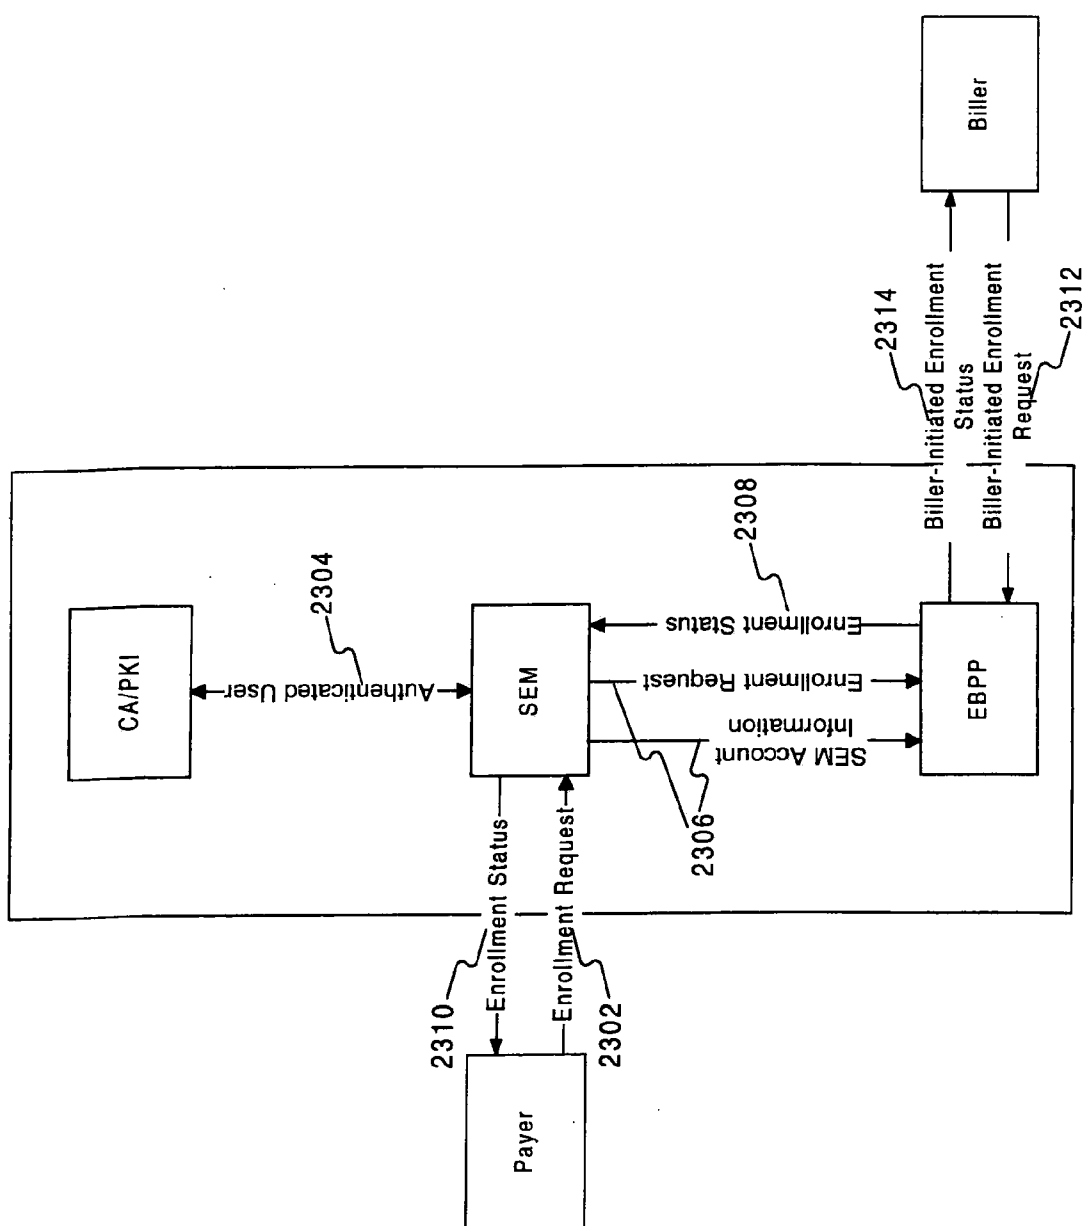 CA/PKI
2304
Authenticated User
SEM
2310
Enrollment Status
Enrollment Request
2302
Payer
2308
Enrollment Status
Enrollment Request
SEM Account
Information
2306
EBPP
2314
Biller-Initiated Enrollment
Status
Biller-Initiated Enrollment
Request
2312
Biller